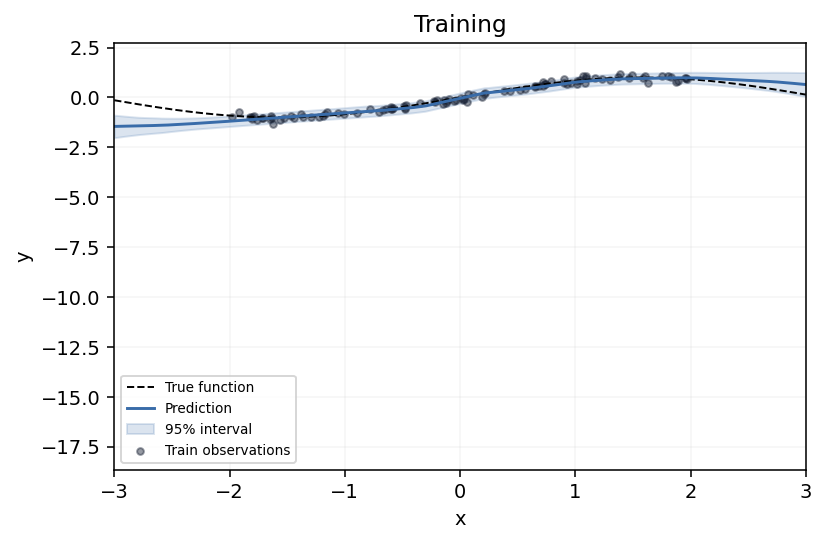 Training
2.5
0.0
−2.5
−5.0
−7.5
−10.0
−12.5
−15.0
−17.5
y
True function
Prediction
95% interval
Train observations
−3 −2 −1 0 1 2 3
x